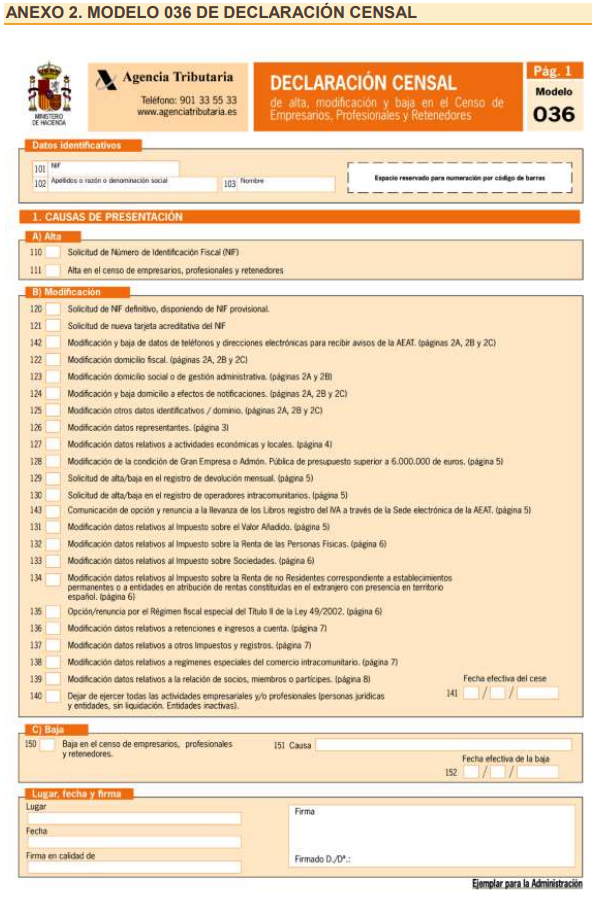 ANEXO 2. MODELO 036 DE DECLARACIÓN CENSAL
MINISTERIO
DE HACIENDA
Agencia Tributaria
Teléfono: 901 33 55 33
www.agenciatributaria.es
DECLARACIÓN CENSAL
de alta, modificación y baja en el Censo de
Empresarios, Profesionales y Retenedores
Pág. 1
Modelo
036
Datos identificativos
101 NIF
102 Apellidos o razón o denominación social
103 Nombre
Espacio reservado para numeración por código de barras
1. CAUSAS DE PRESENTACIÓN
A) Alta
110 Solicitud de Número de Identificación Fiscal (NIF)
111 Alta en el censo de empresarios, profesionales y retenedores
B) Modificación
120 Solicitud de NIF definitivo, disponiendo de NIF provisional.
121 Solicitud de nueva tarjeta acreditativa del NIF
142 Modificación y baja de datos de teléfonos y direcciones electrónicas para recibir avisos de la AEAT. (páginas 2A, 2B y 2C)
122 Modificación domicilio fiscal. (páginas 2A, 2B y 2C)
123 Modificación domicilio social o de gestión administrativa. (páginas 2A y 2B)
124 Modificación y baja domicilio a efectos de notificaciones. (páginas 2A, 2B y 2C)
125 Modificación otros datos identificativos / dominio. (páginas 2A, 2B y 2C)
126 Modificación datos representantes. (página 3)
127 Modificación datos relativos a actividades económicas y locales. (página 4)
128 Modificación de la condición de Gran Empresa o Admón. Pública de presupuesto superior a 6.000.000 de euros. (página 5)
129 Solicitud de alta/baja en el registro de devolución mensual. (página 5)
130 Solicitud de alta/baja en el registro de operadores intracomunitarios. (página 5)
143 Comunicación de opción y renuncia a la llevanza de los Libros registro del IVA a través de la Sede electrónica de la AEAT. (página 5)
131 Modificación datos relativos al Impuesto sobre el Valor Añadido. (página 5)
132 Modificación datos relativos al Impuesto sobre la Renta de las Personas Físicas. (página 6)
133 Modificación datos relativos al Impuesto sobre Sociedades. (página 6)
134 Modificación datos relativos al Impuesto sobre la Renta de no Residentes correspondiente a establecimientos
permanentes o a entidades en atribución de rentas constituidas en el extranjero con presencia en territorio
español. (página 6)
135 Opción/renuncia por el Régimen fiscal especial del Título II de la Ley 49/2002. (página 6)
136 Modificación datos relativos a retenciones e ingresos a cuenta. (página 7)
137 Modificación datos relativos a otros Impuestos y registros. (página 7)
138 Modificación datos relativos a regímenes especiales del comercio intracomunitario. (página 7)
139 Modificación datos relativos a la relación de socios, miembros o partícipes. (página 8)
140 Dejar de ejercer todas las actividades empresariales y/o profesionales (personas jurídicas
y entidades, sin liquidación. Entidades inactivas).
Fecha efectiva del cese
141 / /
C) Baja
150 Baja en el censo de empresarios, profesionales
y retenedores.
151 Causa
Fecha efectiva de la baja
152 / /
Lugar, fecha y firma
Lugar
Fecha
Firma en calidad de
Firma
Firmado D./Dª.:
Ejemplar para la Administración